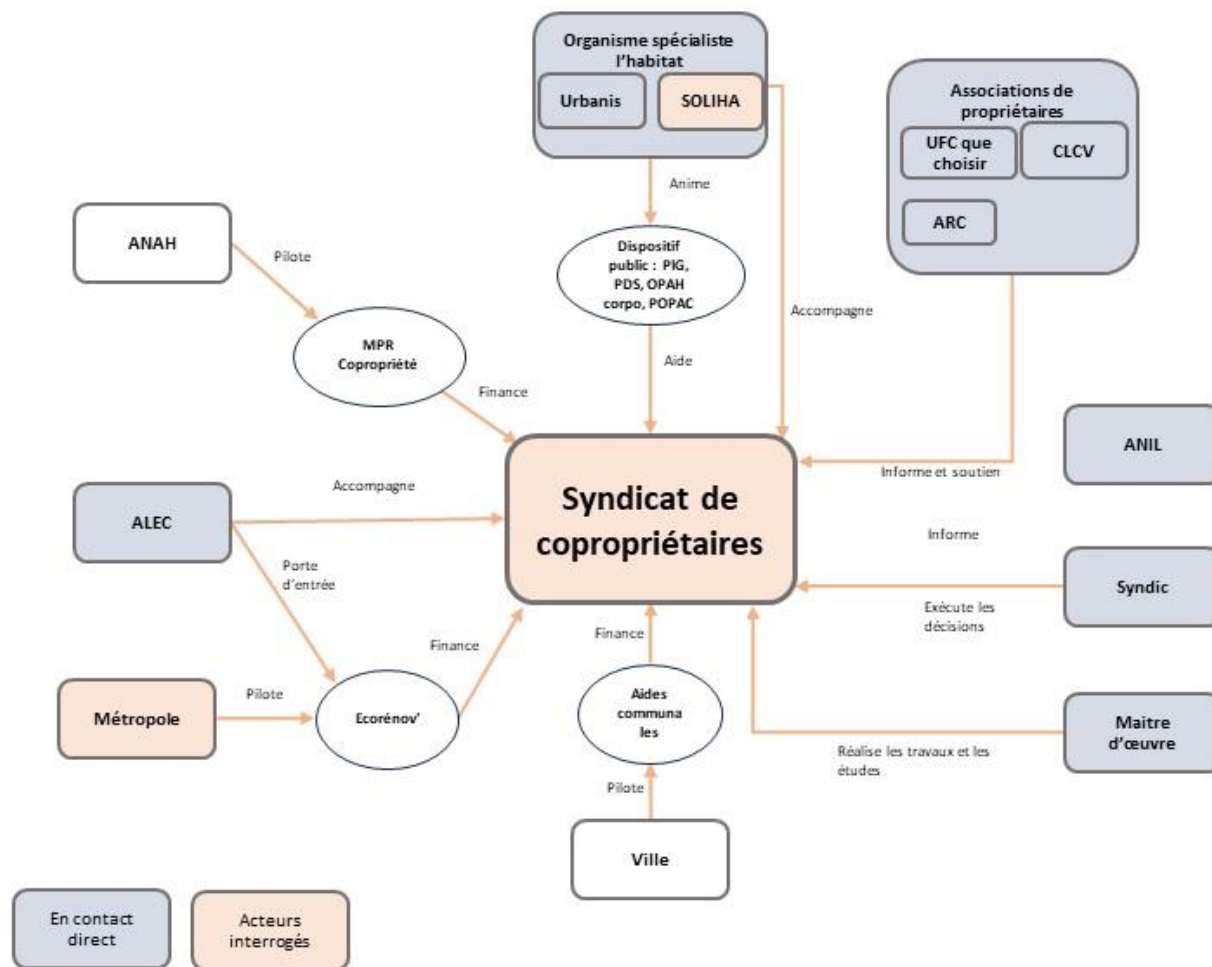 Organisme spécialiste
l'habitat
Urbanis
SOLIHA
Associations de
propriétaires
UFC que
choisir
CLCV
ARC
Anime
ANAH
Pilote
Dispositif
public : PIG,
PDS, OPAH
corpo, POPAC
Accompagne
MPR
Copropriété
Aide
Finance
ANIL
Syndicat de
copropriétaires
Informe et soutien
Accompagne
ALEC
Informe
Porte
d'entrée
Syndic
Exécute les
décisions
Finance
Finance
Métropole
Pilote
Ecorénov'
Aides
communa
les
Maitre
d'œuvre
Réalise les travaux et les
études
Pilote
Ville
En contact
direct
Acteurs
interrogés